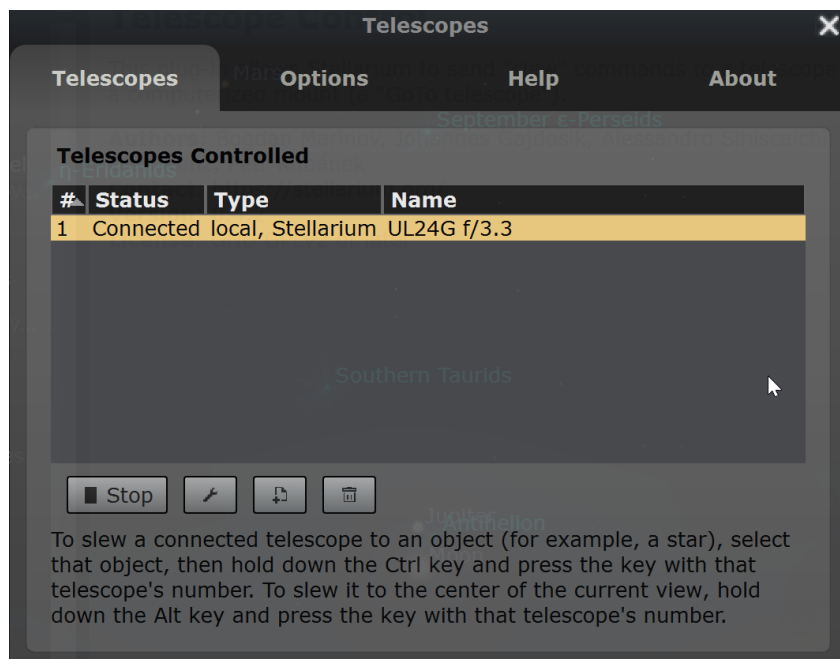 Telescopes
Telescopes Options Help About
Mars
September ε-Perseids
η-Eridanids
Telescopes Controlled
# Status Type Name
1 Connected local, Stellarium UL24G f/3.3
Southern Taurids
Stop
Jupiter
Antihelion
Moon
To slew a connected telescope to an object (for example, a star), select
that object, then hold down the Ctrl key and press the key with that
telescope's number. To slew it to the center of the current view, hold
down the Alt key and press the key with that telescope's number.